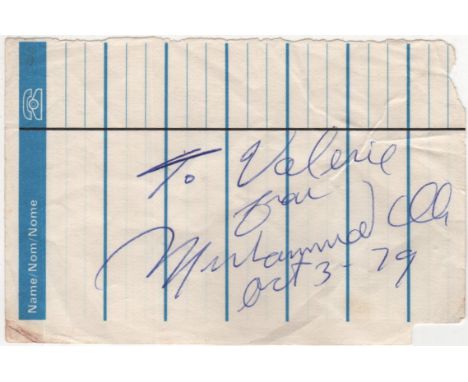 To Valerie
from
Muhammad Ali
Oct 3-79
Name/Nom/Nome